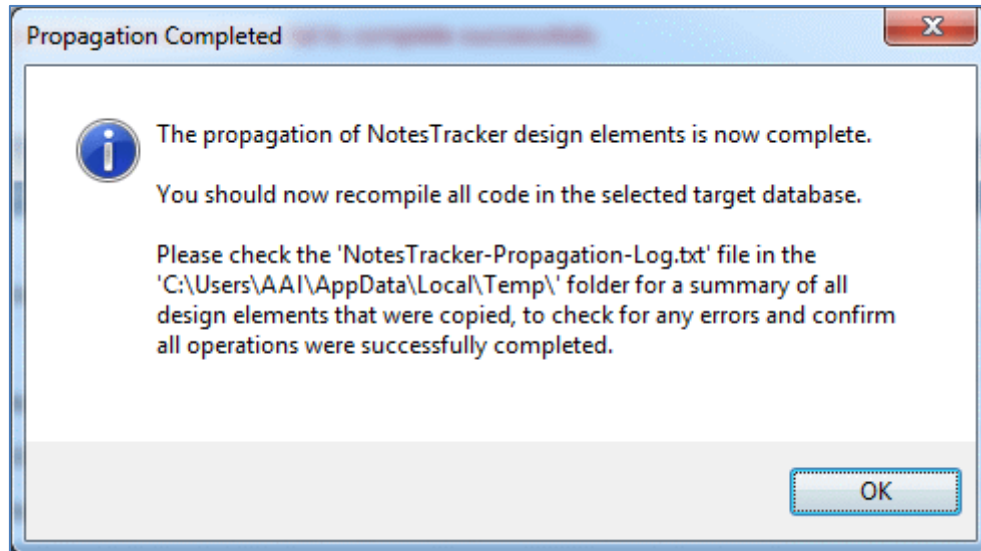 Propagation Completed
The propagation of NotesTracker design elements is now complete.
You should now recompile all code in the selected target database.
Please check the 'NotesTracker-Propagation-Log.txt' file in the
'C:\Users\AAI\AppData\Local\Temp\' folder for a summary of all
design elements that were copied, to check for any errors and confirm
all operations were successfully completed.
OK